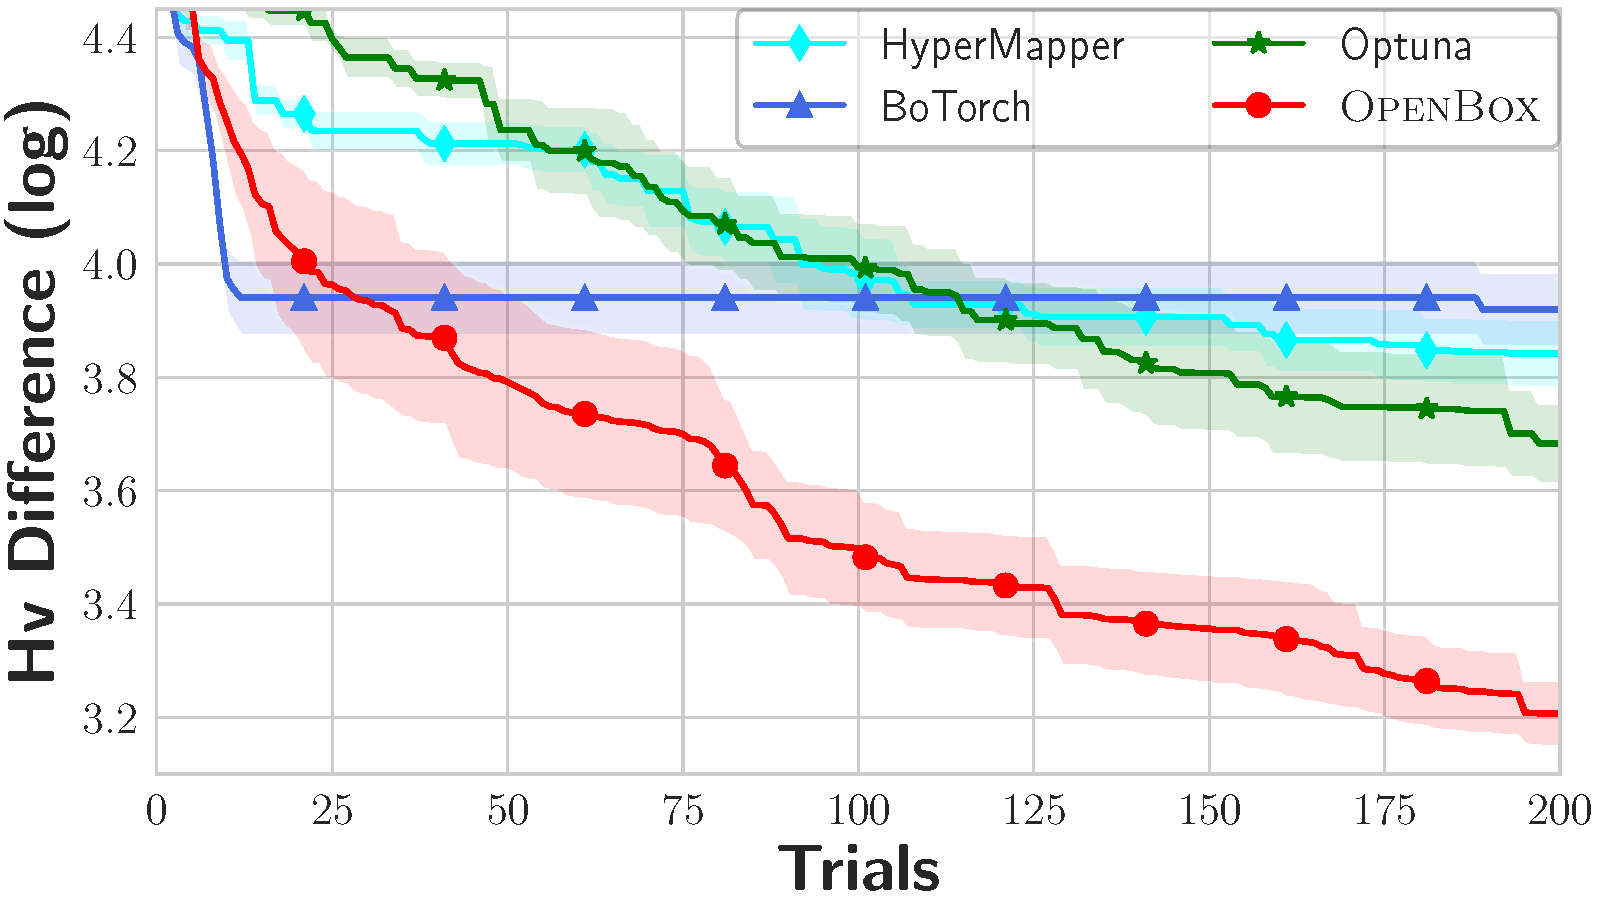 HyperMapper Optuna
BoTorch OPENBOX
Hv Difference (log)
4.4
4.2
4.0
3.8
3.6
3.4
3.2
0 25 50 75 100 125 150 175 200
Trials